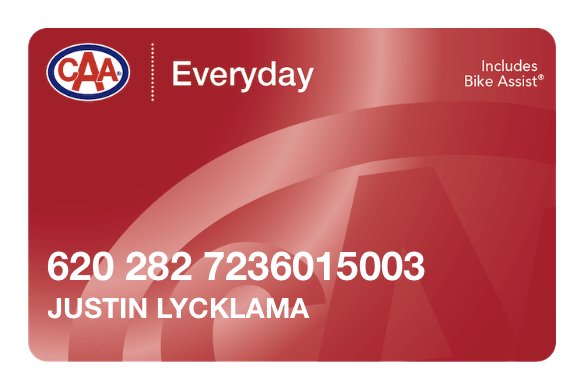 CAA®
Everyday
Includes
Bike Assist®
620 282 7236015003
JUSTIN LYCKLAMA